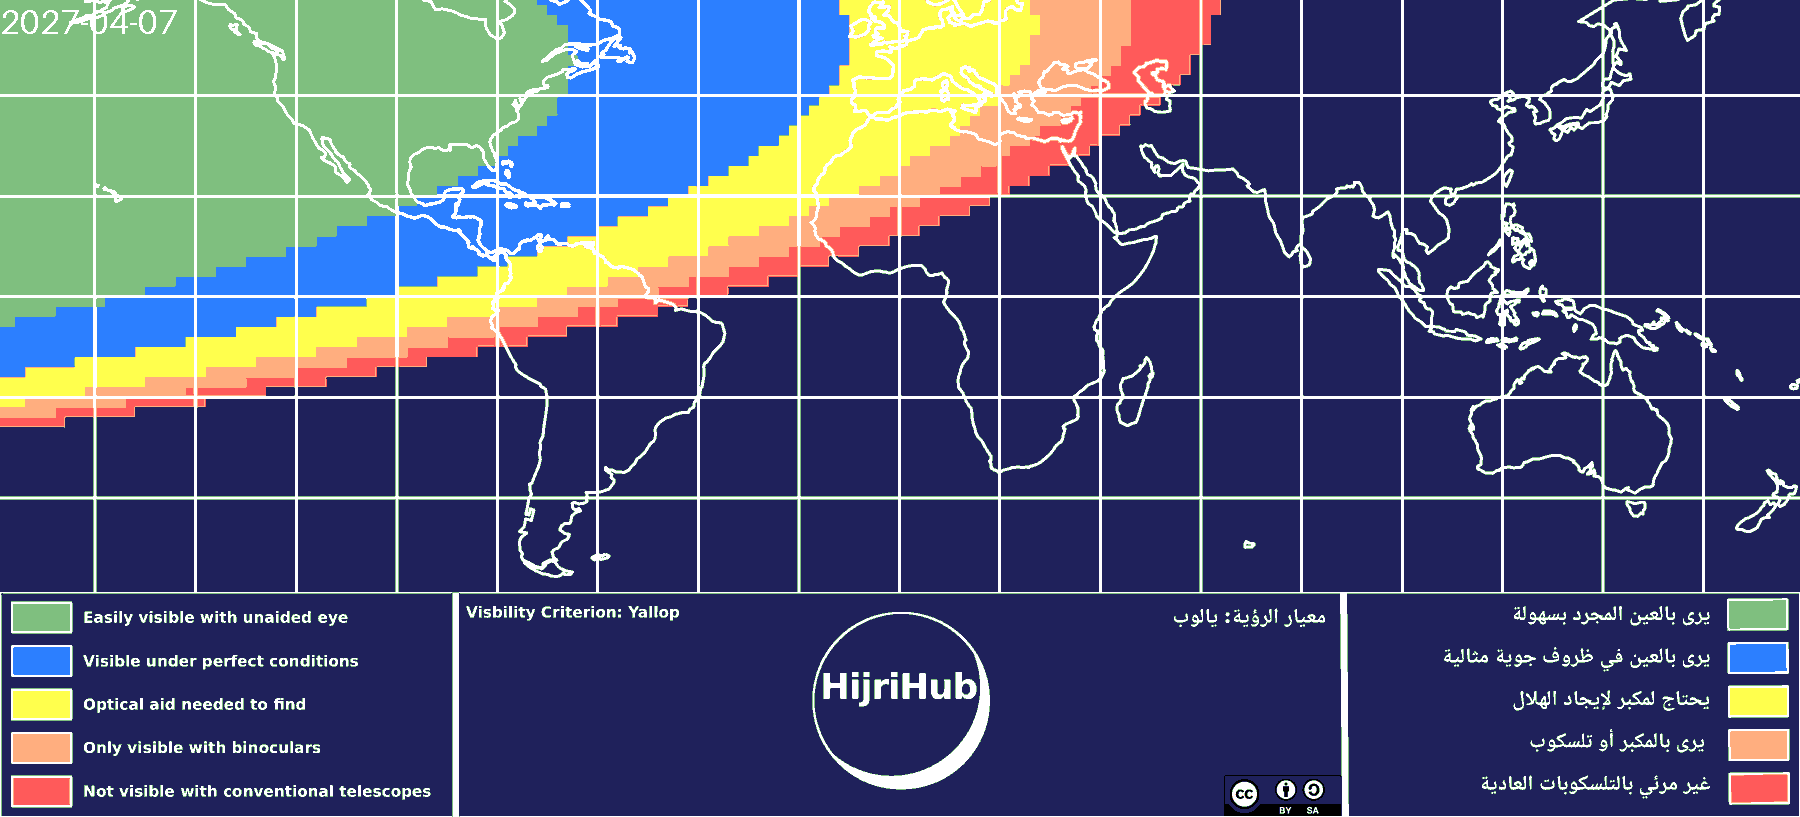 2027-04-07
Easily visible with unaided eye
Visible under perfect conditions
Optical aid needed to find
Only visible with binoculars
Not visible with conventional telescopes
Visbility Criterion: Yallop
معيار الرؤية: يالوب
HijriHub
cc
BY SA
يرى بالعين المجرد بسهولة
يرى بالعين في ظروف جوية مثالية
يحتاج لمكبر لإيجاد الهلال
يرى بالمكبر أو تلسكوب
غير مرئي بالتلسكوبات العادية